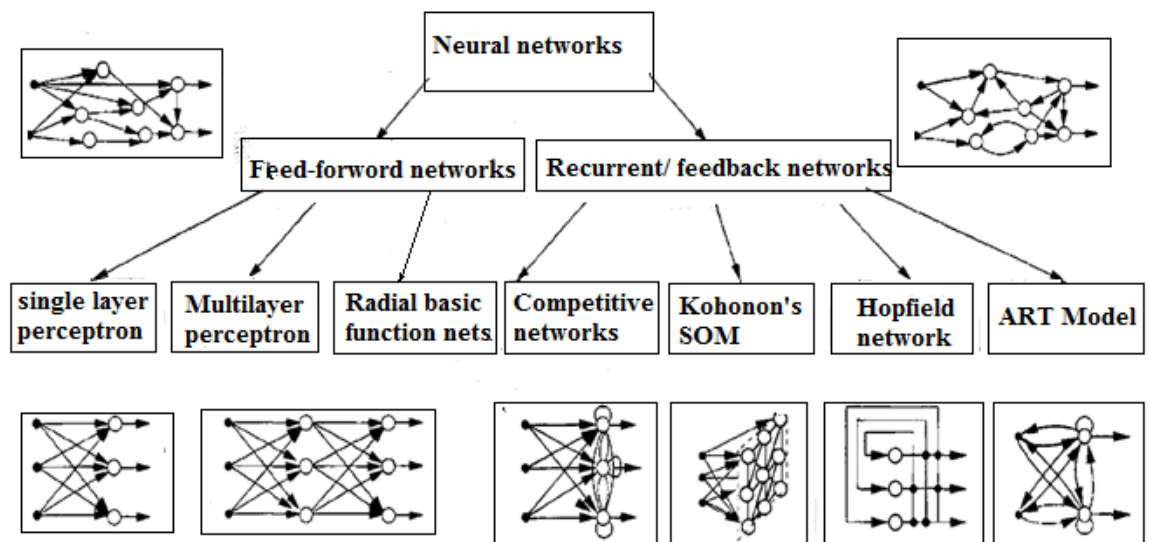 Neural networks
Feed-forword networks
Recurrent/ feedback networks
single layer
perceptron
Multilayer
perceptron
Radial basic
function nets
Competitive
networks
Kohonon's
SOM
Hopfield
network
ART Model